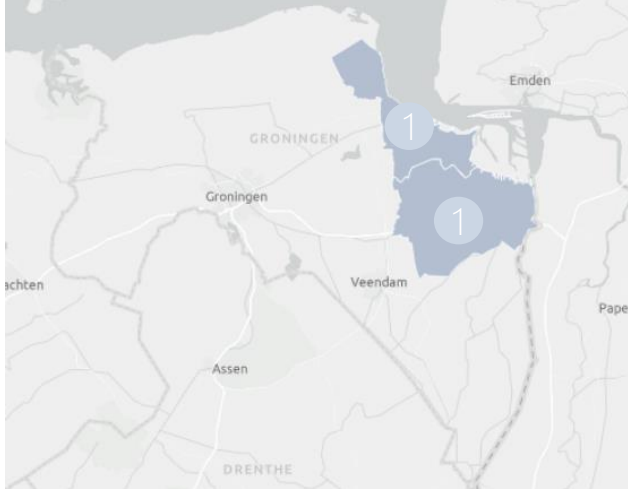 Emden
1
GRONINGEN
Groningen
1
achten
Veendam
Pape
Assen
DRENTHE